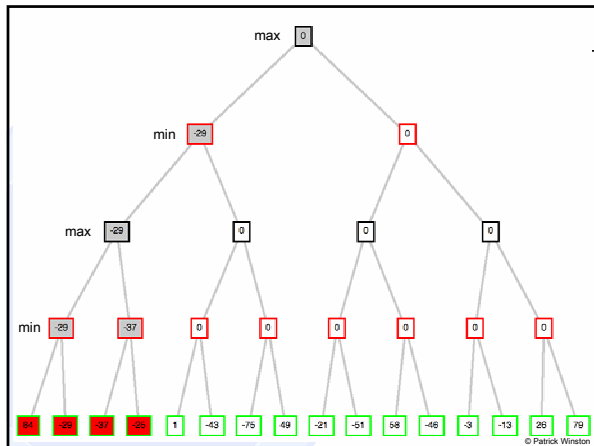 max 0
min -29 0
max -29 0 0 0
min -29 -37 0 0 0 0 0 0
84 -29 -37 -25 1 -43 -75 49 -21 -51 58 -46 -3 -13 26 79
© Patrick Winston